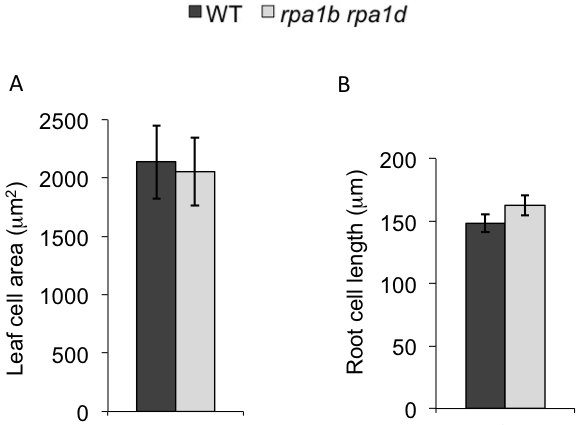 WT rpa1b rpa1d
A
B
Leaf cell area (μm²)
2500
2000
1500
1000
500
0
Root cell length (μm)
200
150
100
50
0